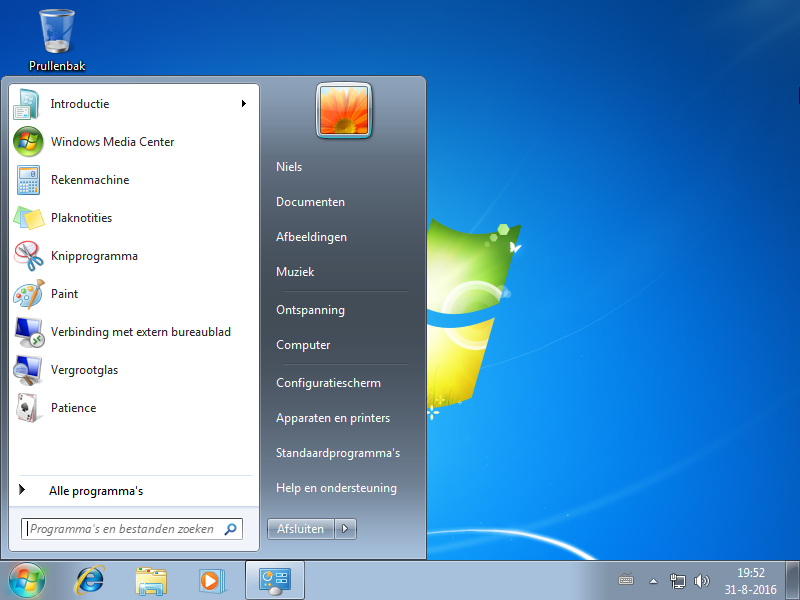 Prullenbak
Introductie
Windows Media Center
Rekenmachine
Plaknotities
Knipprogramma
Paint
Verbinding met extern bureaublad
Vergrootglas
Patience
Alle programma's
Programma's en bestanden zoeken
Niels
Documenten
Afbeeldingen
Muziek
Ontspanning
Computer
Configuratiescherm
Apparaten en printers
Standaardprogramma's
Help en ondersteuning
Afsluiten
19:52
31-8-2016